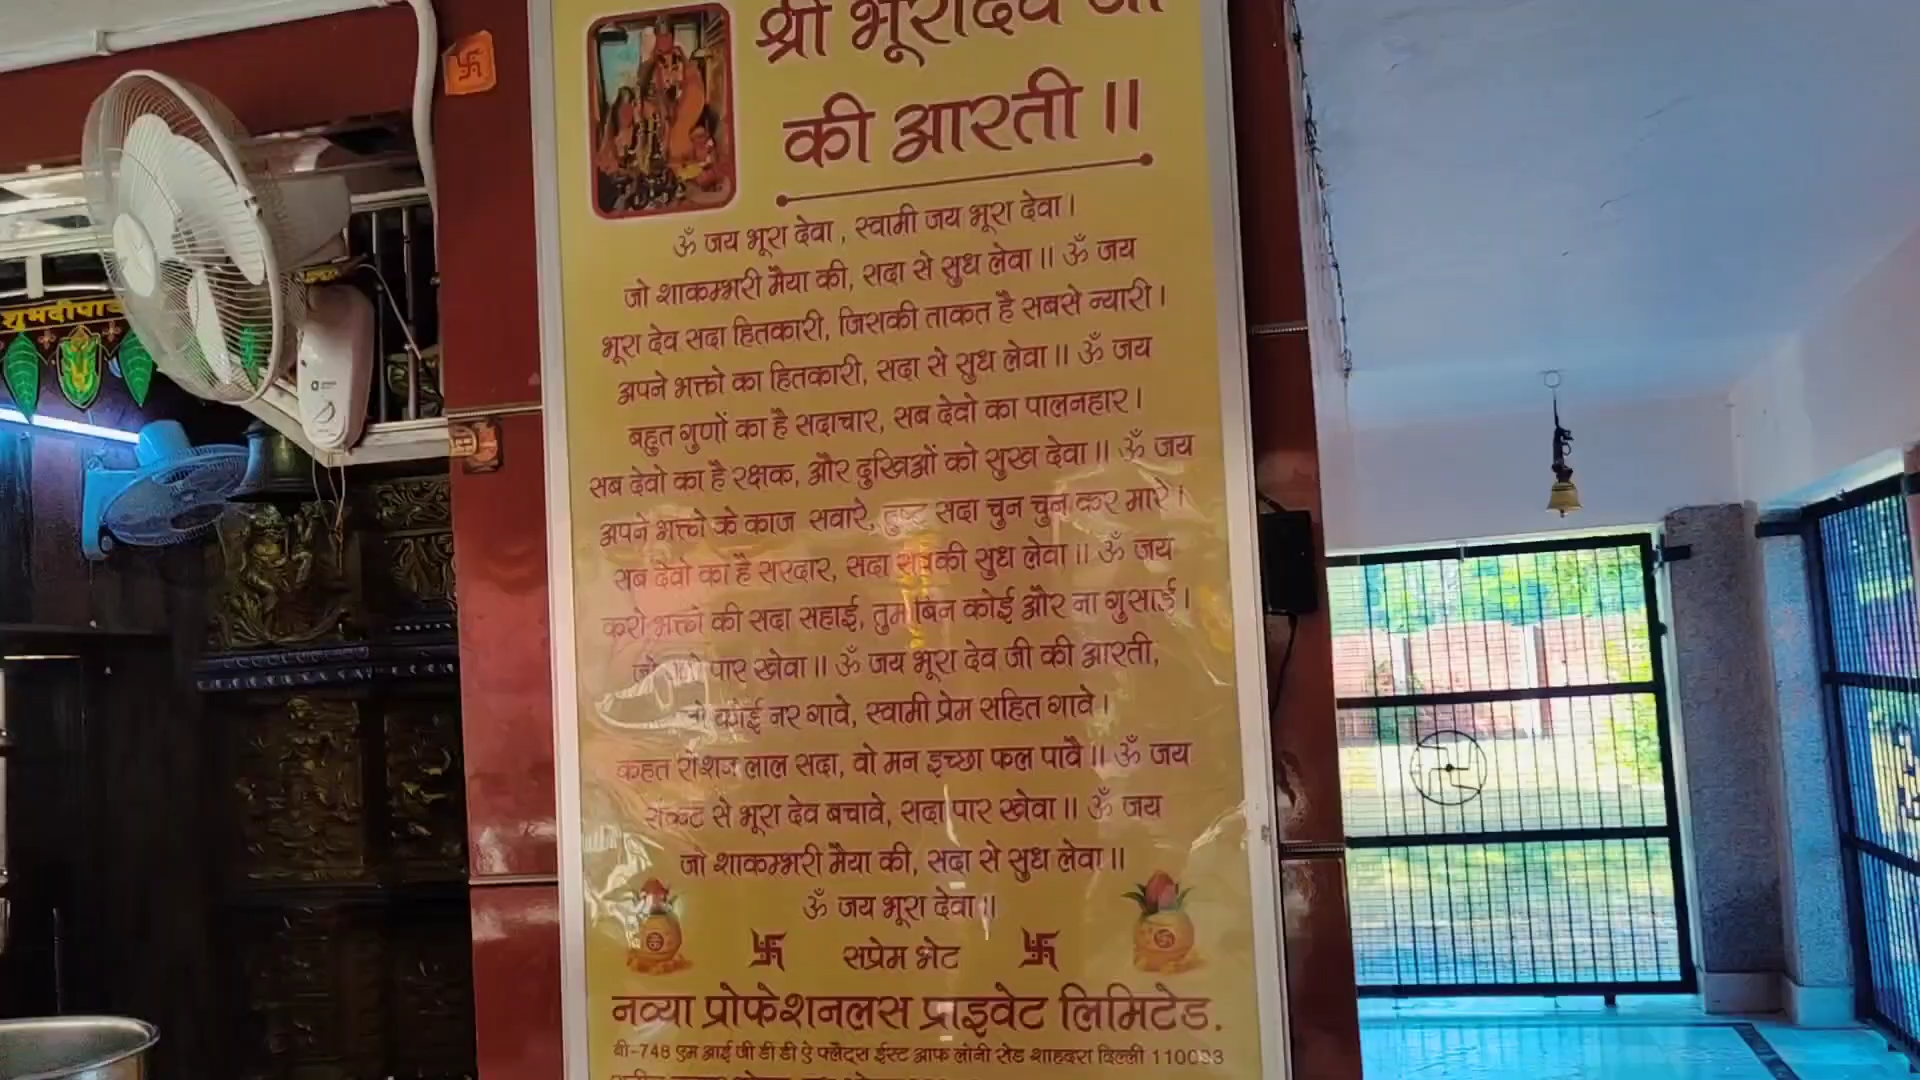 श्री भूरादेव जी
की आरती ॥
ॐ जय भूरा देवा , स्वामी जय भूरा देवा ।
जो शाकम्भरी मैया की, सदा से सुध लेवा ॥ ॐ जय
भूरा देव सदा हितकारी, जिसकी ताकत है सबसे न्यारी ।
अपने भक्तो का हितकारी, सदा से सुध लेवा ॥ ॐ जय
बहुत गुणों का है सदाचार, सब देवो का पालनहार ।
सब देवो का है रक्षक, और दुखिओं को सुख देवा ॥ ॐ जय
अपने भक्तो के काज सवारे, दुष्ट सदा चुन चुन कर मारे ।
सब देवो का है सरदार, सदा सबकी सुध लेवा ॥ ॐ जय
करो भक्तो की सदा सहाई, तुम बिन कोई और ना गुसाई ।
पार खेवा ॥ ॐ जय भूरा देव जी की आरती,
कोई नर गावे, स्वामी प्रेम सहित गावे ।
कहत रोशन लाल सदा, वो मन इच्छा फल पावै ॥ ॐ जय
संकट से भूरा देव बचावे, सदा पार खेवा ॥ ॐ जय
जो शाकम्भरी मैया की, सदा से सुध लेवा ॥
ॐ जय भूरा देवा ॥
सप्रेम भेट
नव्या प्रोफेशनलस प्राइवेट लिमिटेड.
बी-748 एम आई जी डी डी ऐ फ्लैट्स ईस्ट आफ लोनी रोड शाहदरा दिल्ली 110093
शुभदीपाव